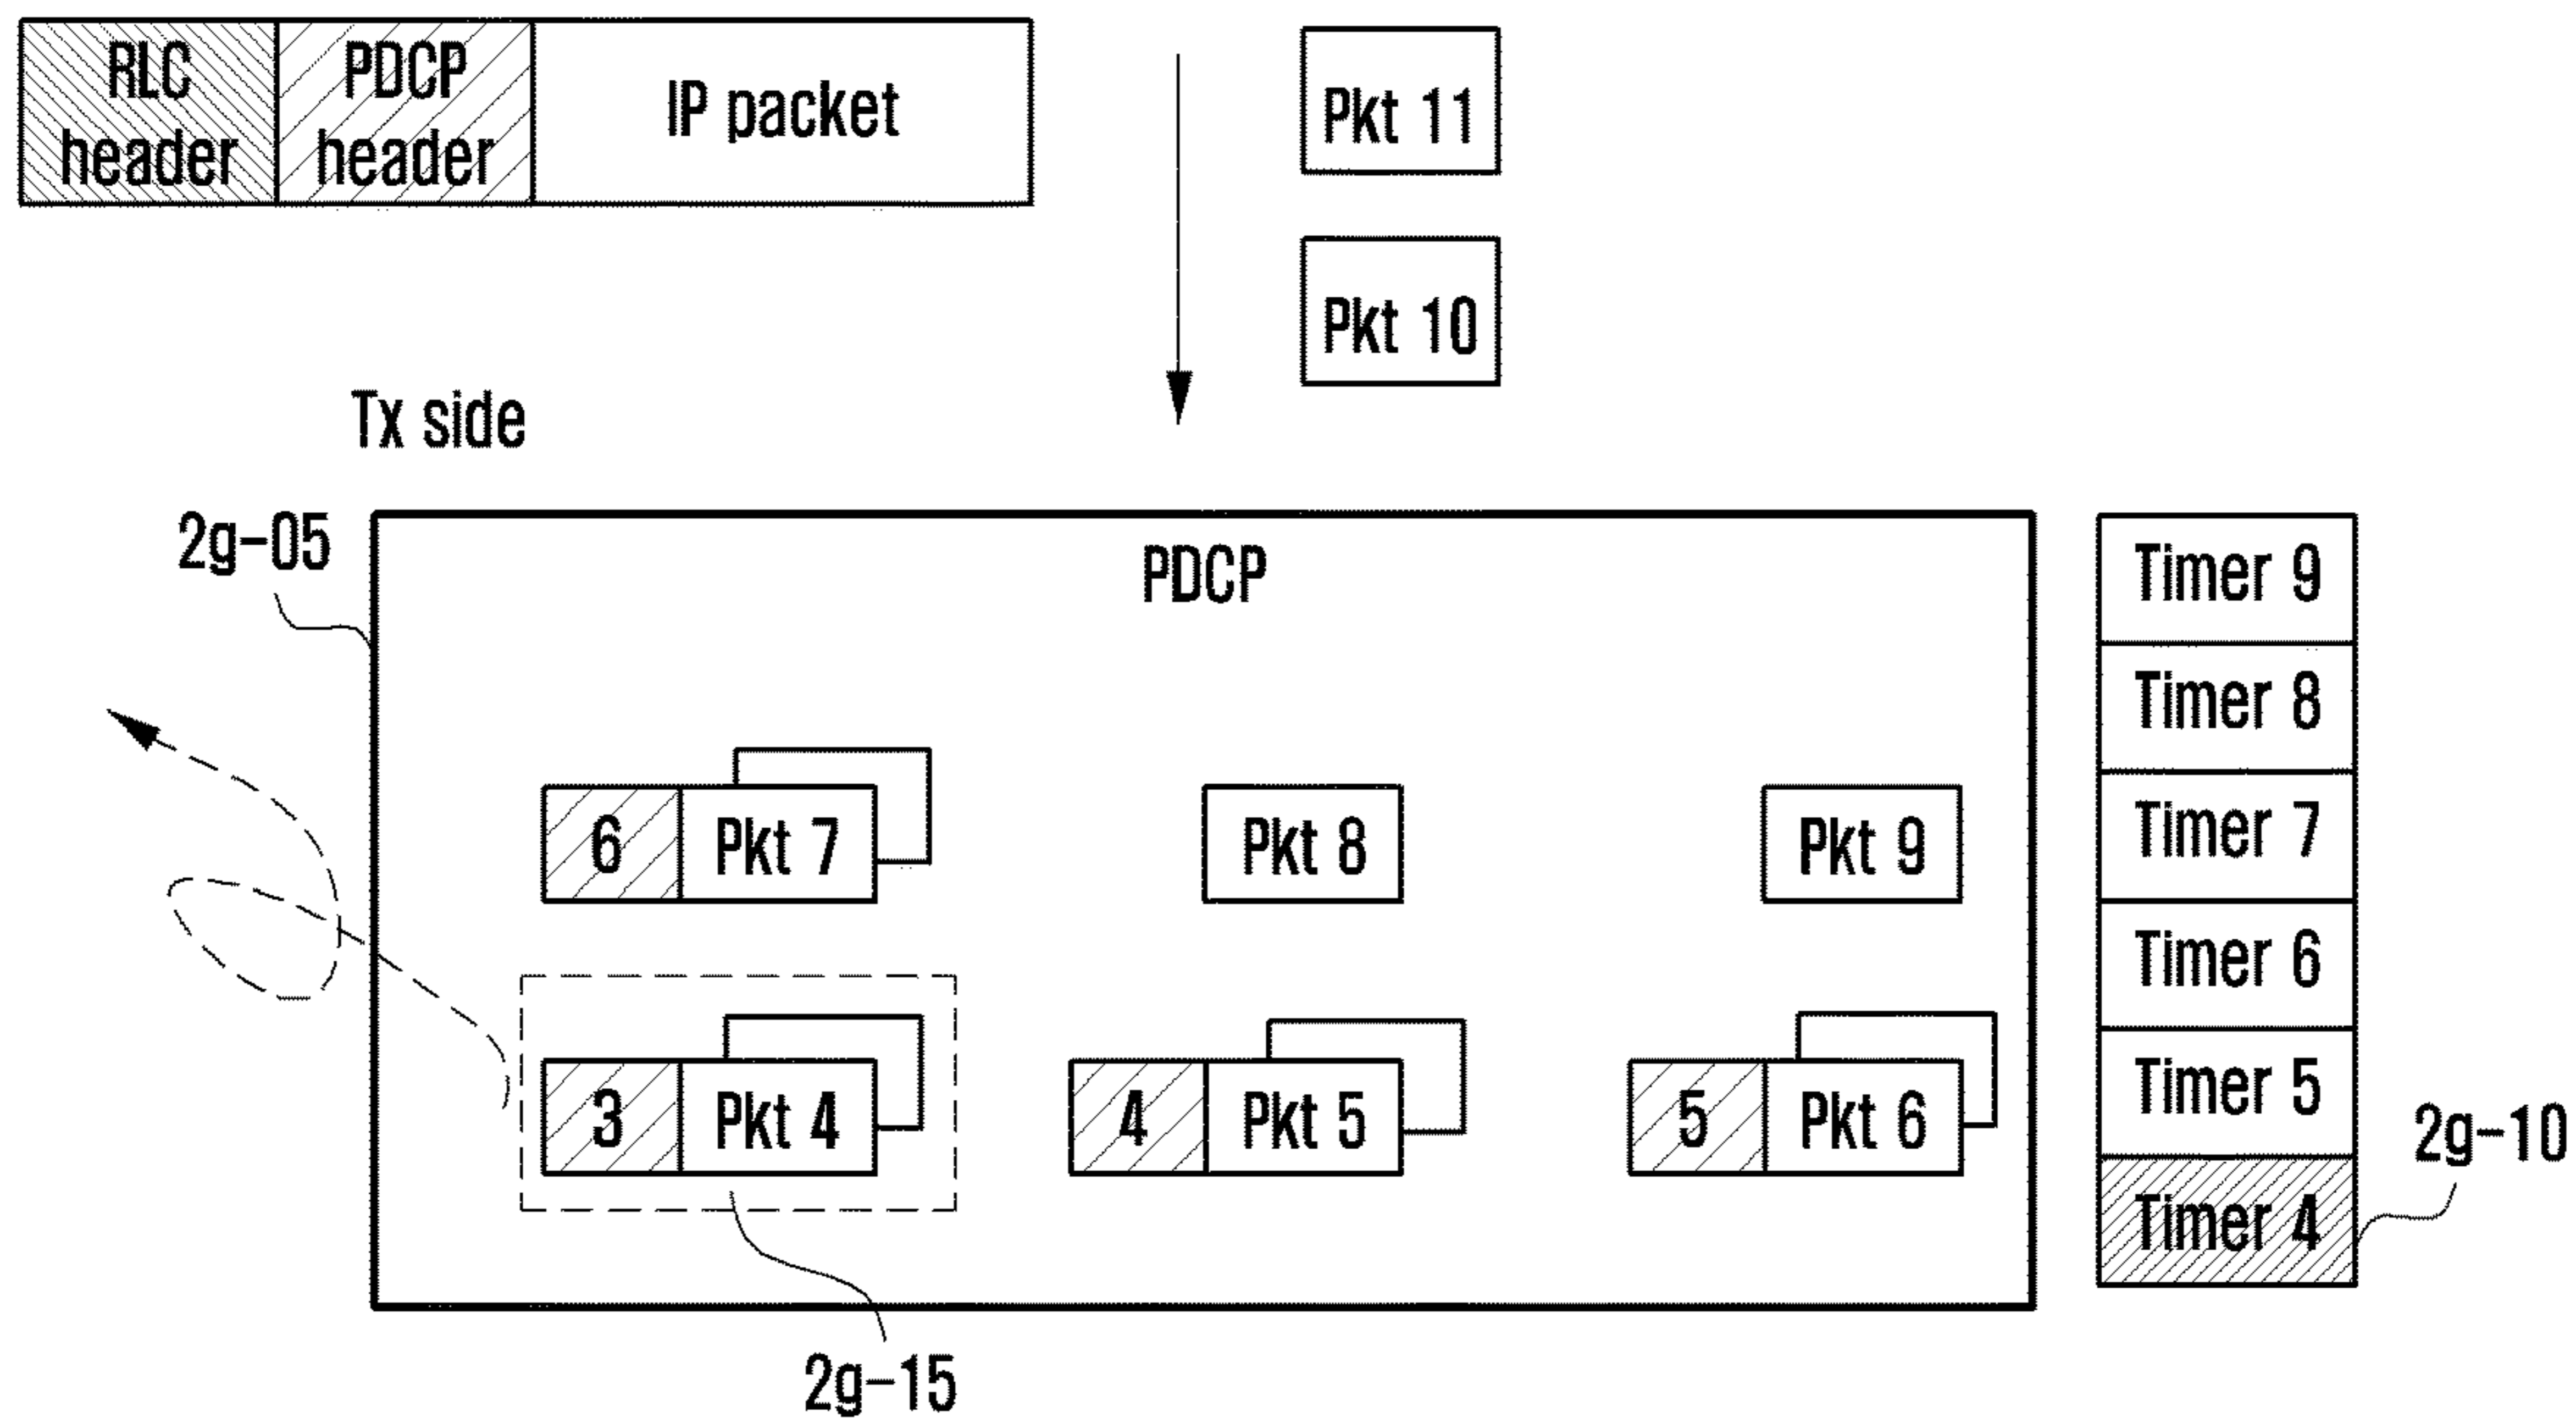 RLC
header
PDCP
header
IP packet
Pkt 11
Pkt 10
Tx side
2g-05
PDCP
Timer 9
Timer 8
Timer 7
Timer 6
Timer 5
Timer 4
2g-10
6 Pkt 7
Pkt 8
Pkt 9
3 Pkt 4
4 Pkt 5
5 Pkt 6
2g-15